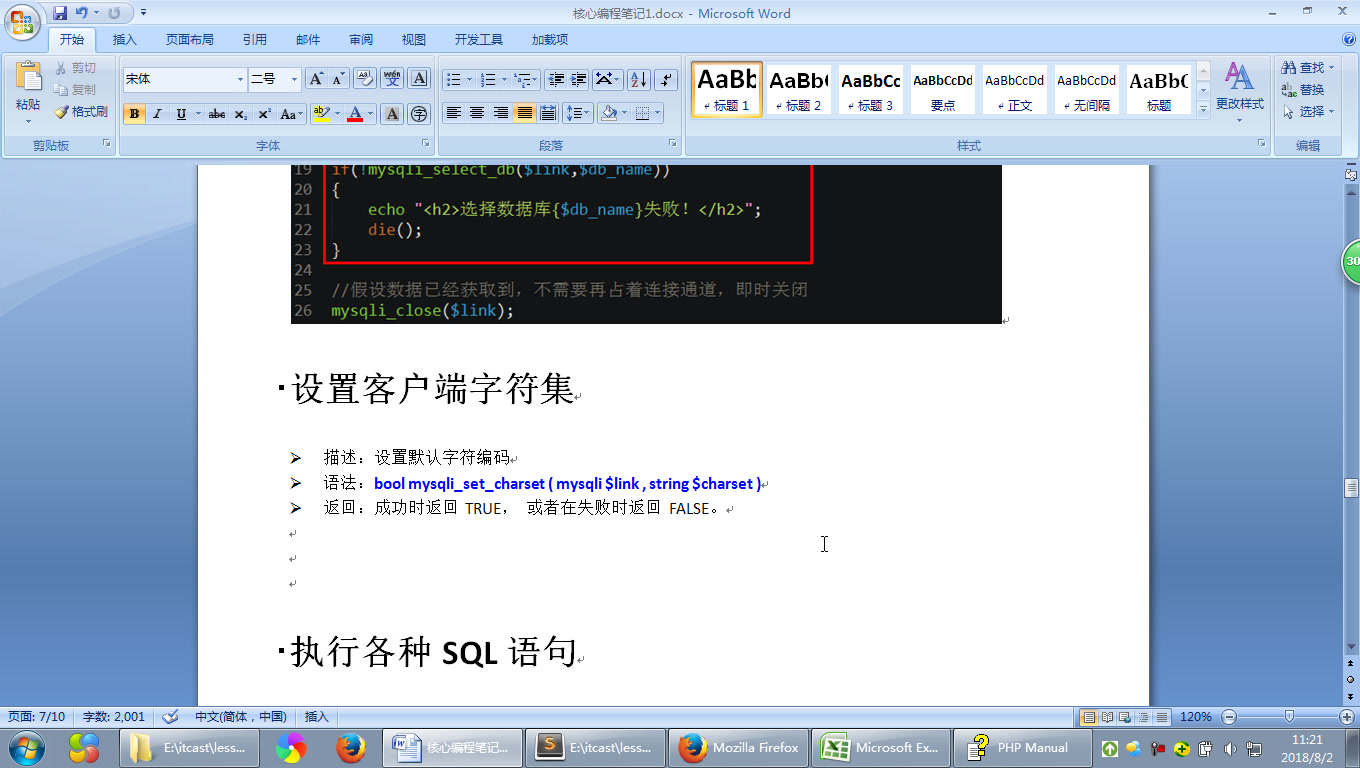 核心编程笔记1.docx - Microsoft Word
开始 插入 页面布局 引用 邮件 审阅 视图 开发工具 加载项
粘贴 剪切 复制 格式刷
宋体 二号
AaBb AaBb( AaBbCc AaBbCcDd AaBbCcDd AaBbCcDd AaBbC
标题 1 标题 2 标题 3 要点 正文 无间隔 标题
更改样式
查找 替换 选择
剪贴板 字体 段落 样式 编辑
19 if(!mysqli_select_db($link,$db_name))
20 {
21 echo "<h2>选择数据库{$db_name}失败！</h2>";
22 die();
23 }
24
25 //假设数据已经获取到，不需要再占着连接通道，即时关闭
26 mysqli_close($link);
30
设置客户端字符集
描述：设置默认字符编码
语法：bool mysqli_set_charset ( mysqli $link , string $charset )
返回：成功时返回 TRUE， 或者在失败时返回 FALSE。
执行各种 SQL 语句
页面: 7/10 字数: 2,001 中文(简体，中国) 插入 120%
E:\itcast\less... 核心编程笔记... E:\itcast\less... Mozilla Firefox Microsoft Ex... PHP Manual
11:21
2018/8/2